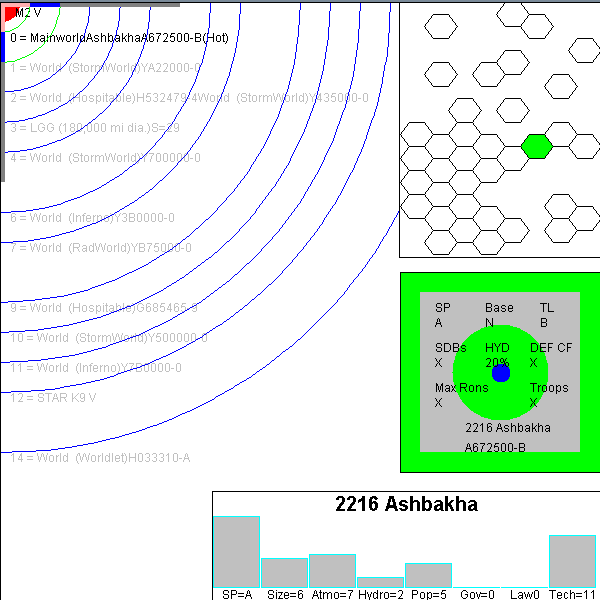 M2 V
0 = MainworldAshbakhaA672500-B(Hot)
1 = World (StormWorld)YA22000-0
2 = World (Hospitable)H532479-4World (StormWorld)Y435000-0
3 = LGG (180,000 mi dia.)S=29
4 = World (StormWorld)Y700000-0
6 = World (Inferno)Y3B0000-0
7 = World (RadWorld)YB75000-0
9 = World (Hospitable)G685465-9
10 = World (StormWorld)Y500000-0
11 = World (Inferno)Y7B0000-0
12 = STAR K9 V
14 = World (Worldlet)H033310-A
SP Base TL
A N B
SDBs HYD DEF CF
X 20% X
Max Rons Troops
X X
2216 Ashbakha
A672500-B
2216 Ashbakha
SP=A Size=6 Atmo=7 Hydro=2 Pop=5 Gov=0 Law0 Tech=11